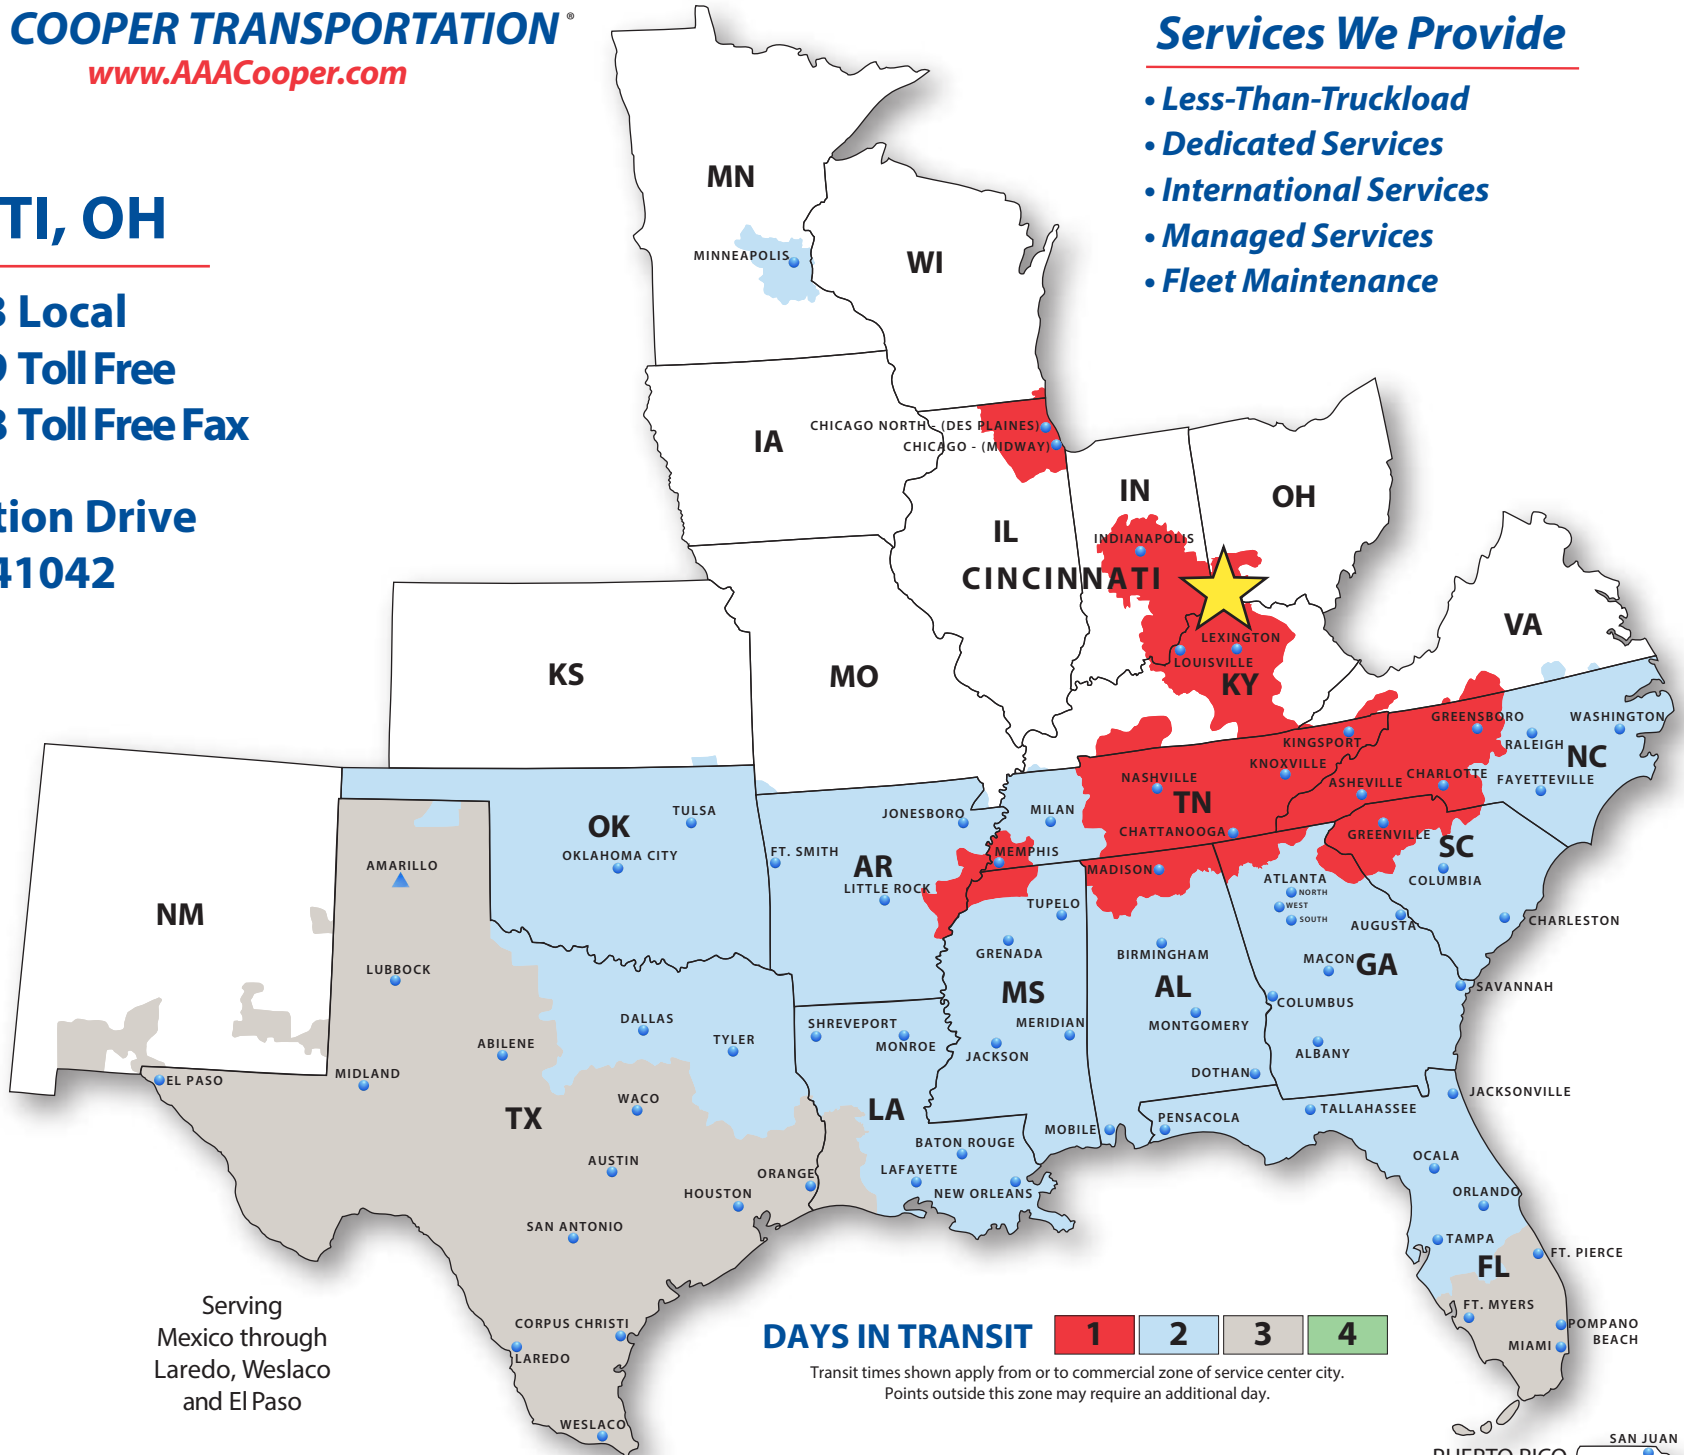 COOPER TRANSPORTATION®
www.AAACooper.com
TI, OH
Local
Toll Free
Toll Free Fax
tion Drive
41042
Services We Provide
• Less-Than-Truckload
• Dedicated Services
• International Services
• Managed Services
• Fleet Maintenance
MN
MINNEAPOLIS
WI
IA
CHICAGO NORTH - (DES PLAINES)
CHICAGO - (MIDWAY)
IL
IN
OH
INDIANAPOLIS
CINCINNATI
VA
LEXINGTON
LOUISVILLE
KY
KS
MO
GREENSBORO
WASHINGTON
RALEIGH
NC
KINGSPORT
KNOXVILLE
ASHEVILLE
CHARLOTTE
FAYETTEVILLE
NASHVILLE
TN
CHATTANOOGA
GREENVILLE
SC
COLUMBIA
CHARLESTON
MILAN
MEMPHIS
JONESBORO
TULSA
OK
OKLAHOMA CITY
FT. SMITH
AR
LITTLE ROCK
AMARILLO
NM
LUBBOCK
MADISON
TUPELO
GRENADA
BIRMINGHAM
ATLANTA
NORTH
WEST
SOUTH
AUGUSTA
MACON
GA
SAVANNAH
MS
AL
COLUMBUS
MERIDIAN
MONTGOMERY
JACKSON
ALBANY
DOTHAN
SHREVEPORT
MONROE
DALLAS
TYLER
ABILENE
MIDLAND
EL PASO
TX
WACO
LA
MOBILE
PENSACOLA
TALLAHASSEE
JACKSONVILLE
BATON ROUGE
LAFAYETTE
NEW ORLEANS
AUSTIN
ORANGE
HOUSTON
SAN ANTONIO
OCALA
ORLANDO
TAMPA
FT. PIERCE
FL
FT. MYERS
POMPANO
BEACH
MIAMI
CORPUS CHRISTI
LAREDO
WESLACO
Serving
Mexico through
Laredo, Weslaco
and El Paso
DAYS IN TRANSIT 1 2 3 4
Transit times shown apply from or to commercial zone of service center city.
Points outside this zone may require an additional day.
SAN JUAN
PUERTO RICO